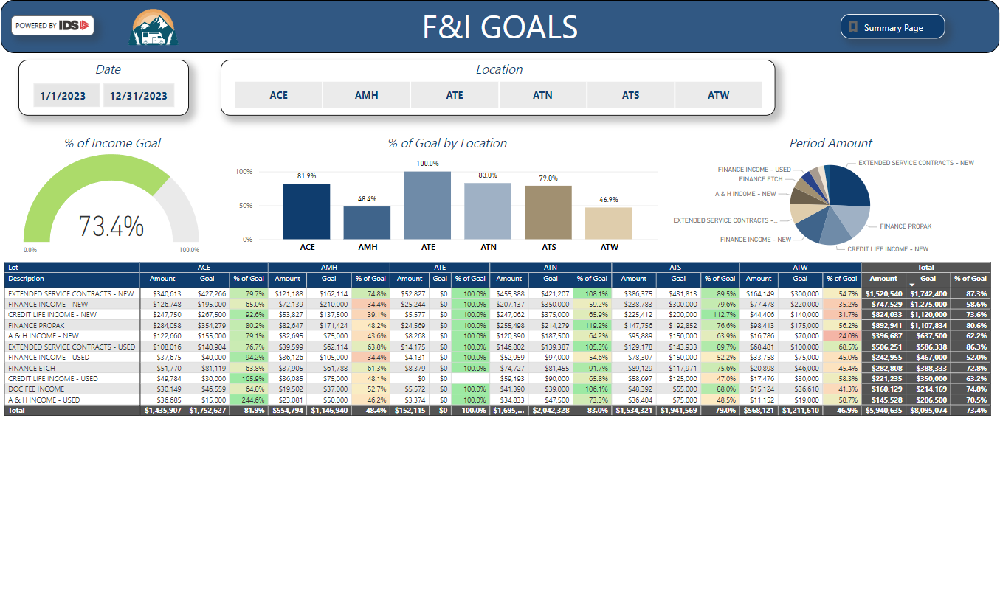 POWERED BY IDS
F&I GOALS
Summary Page
Date
1/1/2023 12/31/2023
Location
ACE AMH ATE ATN ATS ATW
% of Income Goal
73.4%
0.0% 100.0%
% of Goal by Location
100%
50%
0%
81.9% 48.4% 100.0% 83.0% 79.0% 46.9%
ACE AMH ATE ATN ATS ATW
Period Amount
EXTENDED SERVICE CONTRACTS - NEW
FINANCE INCOME - USED
FINANCE ETCH
A & H INCOME - NEW
EXTENDED SERVICE CONTRACTS -...
FINANCE PROPAK
FINANCE INCOME - NEW
CREDIT LIFE INCOME - NEW
Lot ACE AMH ATE ATN ATS ATW Total
Description Amount Goal % of Goal Amount Goal % of Goal Amount Goal % of Goal Amount Goal % of Goal Amount Goal % of Goal Amount Goal % of Goal Amount Goal % of Goal
EXTENDED SERVICE CONTRACTS - NEW $340,613 $427,266 79.7% $121,188 $162,114 74.8% $52,827 $0 100.0% $455,388 $421,207 108.1% $386,375 $431,813 89.5% $164,149 $300,000 54.7% $1,520,540 $1,742,400 87.3%
FINANCE INCOME - NEW $126,748 $195,000 65.0% $72,139 $210,000 34.4% $25,244 $0 100.0% $207,137 $350,000 59.2% $238,783 $300,000 79.6% $77,478 $220,000 35.2% $747,529 $1,275,000 58.6%
CREDIT LIFE INCOME - NEW $247,750 $267,500 92.6% $53,827 $137,500 39.1% $5,577 $0 100.0% $247,062 $375,000 65.9% $225,412 $200,000 112.7% $44,406 $140,000 31.7% $824,033 $1,120,000 73.6%
FINANCE PROPAK $284,058 $354,279 80.2% $82,647 $171,424 48.2% $24,569 $0 100.0% $255,498 $214,279 119.2% $147,756 $192,852 76.6% $98,413 $175,000 56.2% $892,941 $1,107,834 80.6%
A & H INCOME - NEW $122,660 $155,000 79.1% $32,695 $75,000 43.6% $8,268 $0 100.0% $120,390 $187,500 64.2% $95,889 $150,000 63.9% $16,786 $70,000 24.0% $396,687 $637,500 62.2%
EXTENDED SERVICE CONTRACTS - USED $108,016 $140,904 76.7% $39,599 $62,114 63.8% $14,175 $0 100.0% $146,802 $139,387 105.3% $129,178 $143,933 89.7% $68,481 $100,000 68.5% $506,251 $586,338 86.3%
FINANCE INCOME - USED $37,675 $40,000 94.2% $36,126 $105,000 34.4% $4,131 $0 100.0% $52,959 $97,000 54.6% $78,307 $150,000 52.2% $33,758 $75,000 45.0% $242,955 $467,000 52.0%
FINANCE ETCH $51,770 $81,119 63.8% $37,905 $61,788 61.3% $8,379 $0 100.0% $74,727 $81,455 91.7% $89,129 $117,971 75.6% $20,898 $46,000 45.4% $282,808 $388,333 72.8%
CREDIT LIFE INCOME - USED $49,784 $30,000 165.9% $36,085 $75,000 48.1% $0 $0 $59,193 $90,000 65.8% $58,697 $125,000 47.0% $17,476 $30,000 58.3% $221,235 $350,000 63.2%
DOC FEE INCOME $30,149 $46,559 64.8% $19,502 $37,000 52.7% $5,572 $0 100.0% $41,390 $39,000 106.1% $48,392 $55,000 88.0% $15,124 $36,610 41.3% $160,129 $214,169 74.8%
A & H INCOME - USED $36,685 $15,000 244.6% $23,081 $50,000 46.2% $3,374 $0 100.0% $34,833 $47,500 73.3% $36,404 $75,000 48.5% $11,152 $19,000 58.7% $145,528 $206,500 70.5%
Total $1,435,907 $1,752,627 81.9% $554,794 $1,146,940 48.4% $152,115 $0 100.0% $1,695,... $2,042,328 83.0% $1,534,321 $1,941,569 79.0% $568,121 $1,211,610 46.9% $5,940,635 $8,095,074 73.4%